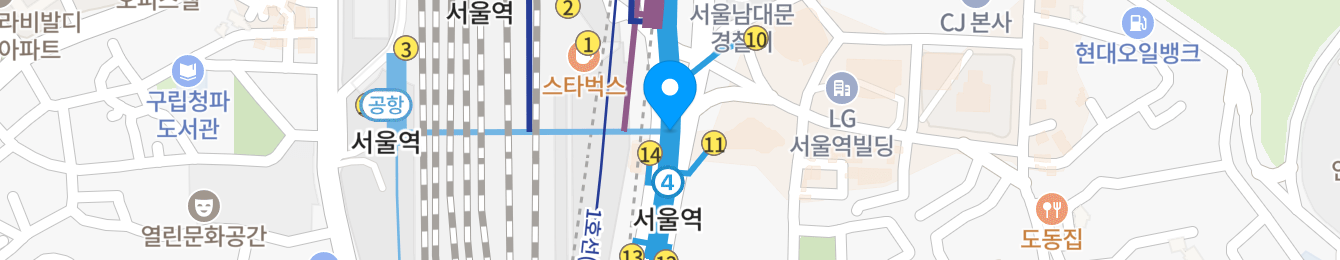 라비발디
아파트
서울역
2
1
스타벅스
3
공항
서울역
구립청파
도서관
열린문화공간
서울남대문
10
CJ 본사
현대오일뱅크
LG
서울역빌딩
14
11
4
서울역
1호선(
13
12
도동집